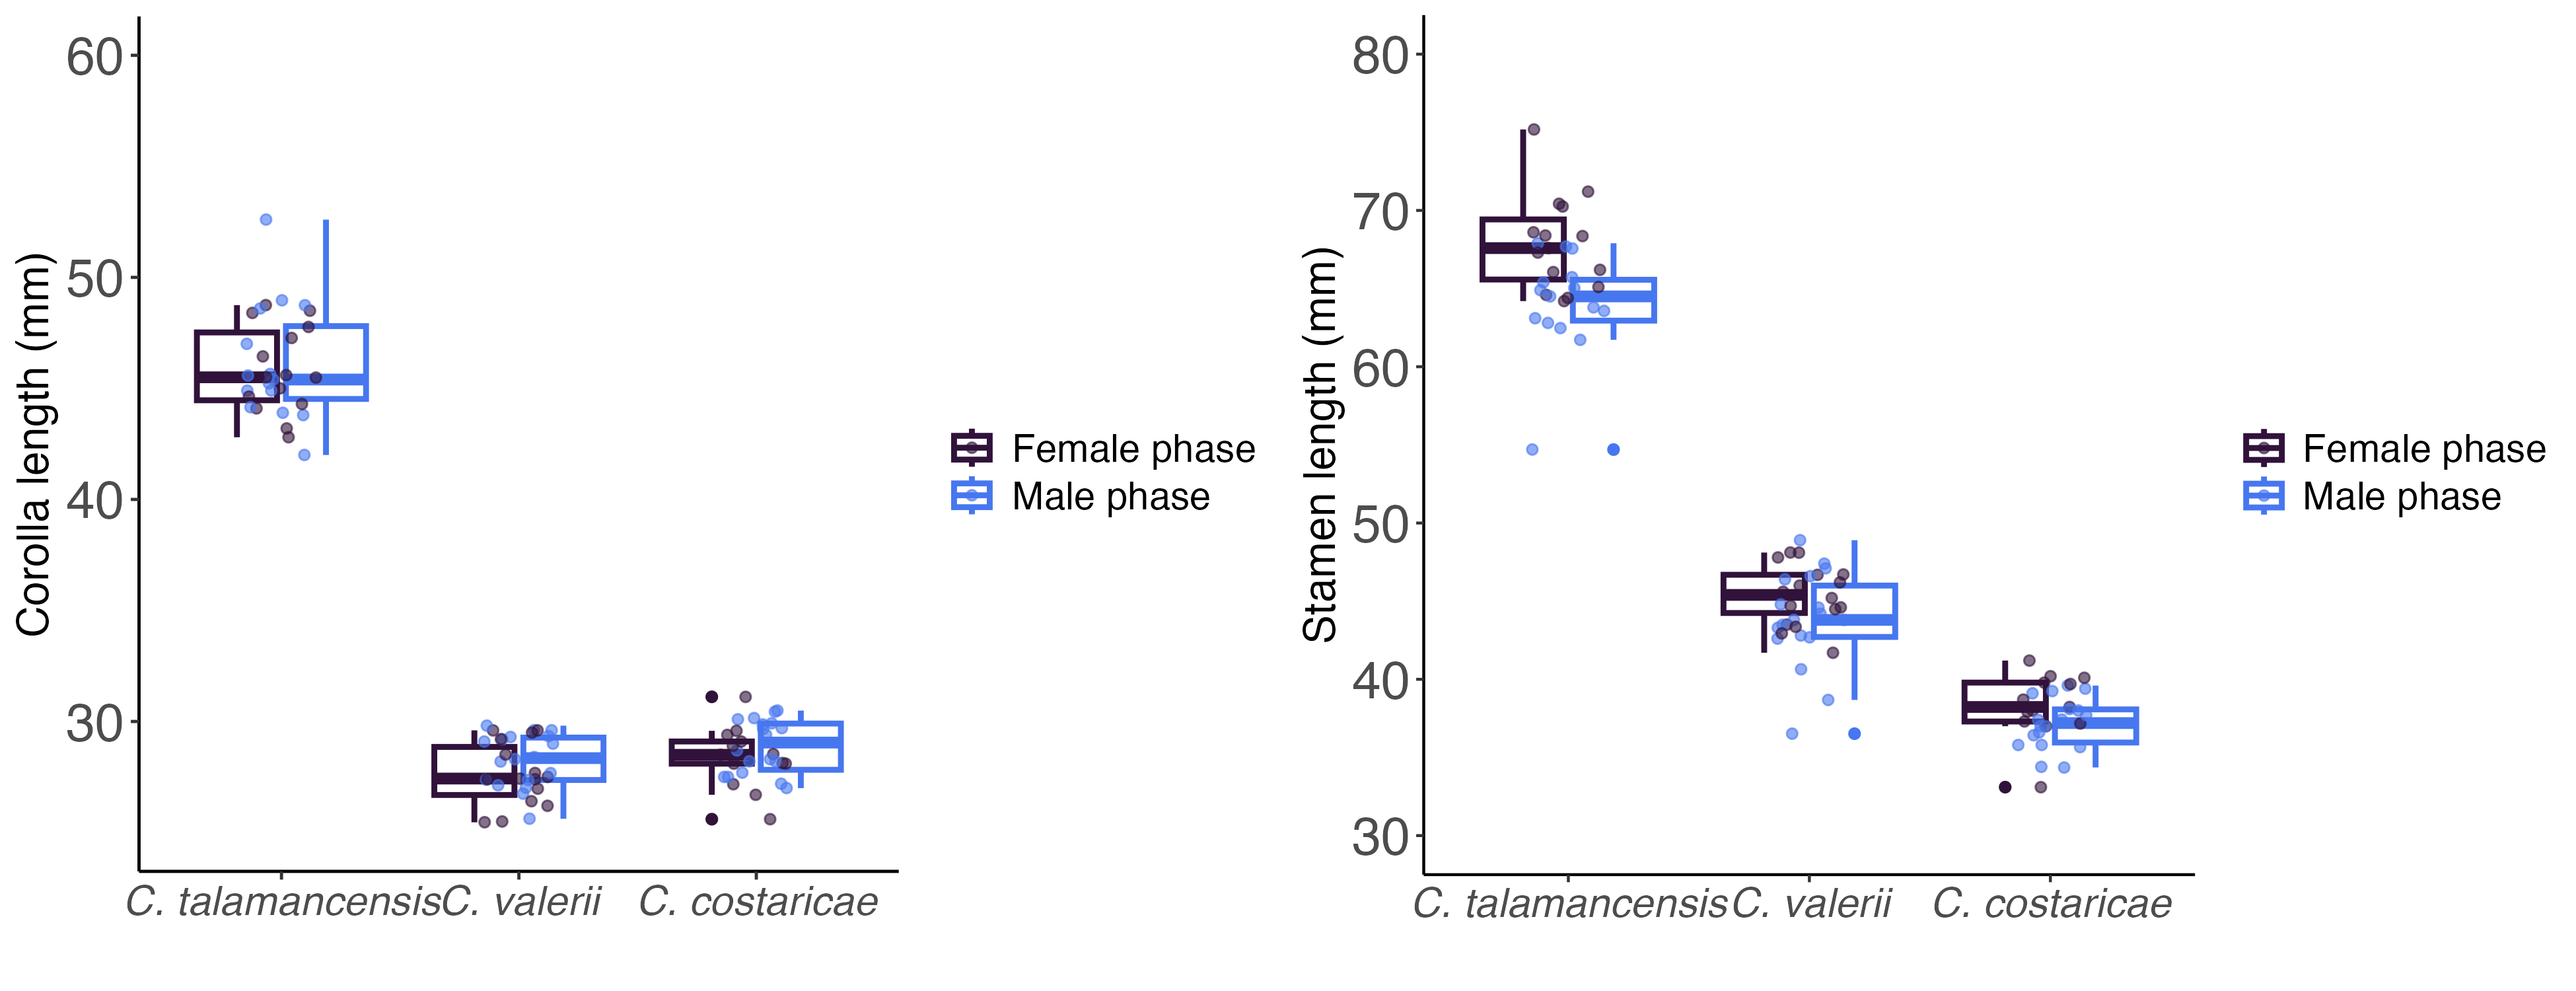 Corolla length (mm)
60
50
40
30
C. talamancensis
C. valerii
C. costaricae
Female phase
Male phase
Stamen length (mm)
80
70
60
50
40
30
C. talamancensis
C. valerii
C. costaricae
Female phase
Male phase